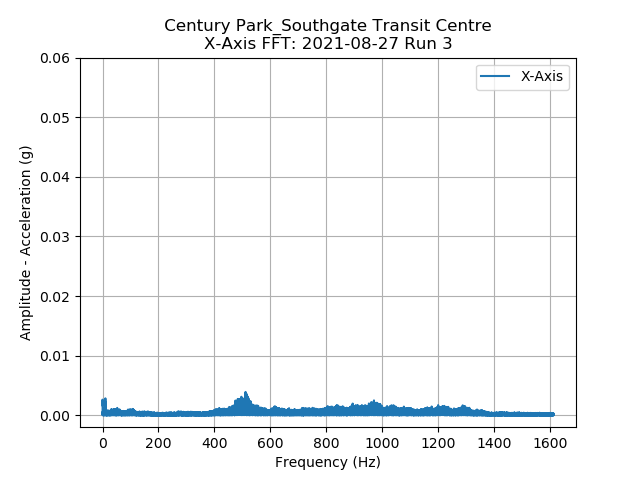 Century Park_Southgate Transit Centre
X-Axis FFT: 2021-08-27 Run 3
X-Axis
0.06
0.05
0.04
0.03
0.02
0.01
0.00
Amplitude - Acceleration (g)
0 200 400 600 800 1000 1200 1400 1600
Frequency (Hz)